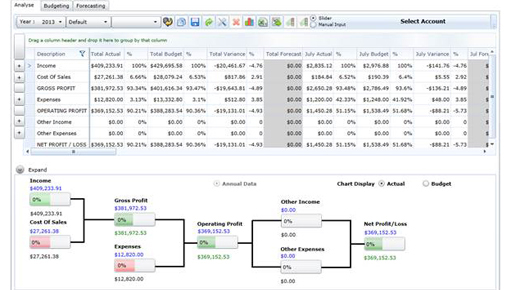 Analyse Budgeting Forecasting
Year : 2013 Default Slider Manual Input Select Account
Drag a column header and drop it here to group by that column
Description Total Actual % Total Budget % Total Variance % Total Forecast July Actual % July Budget % July Variance %
Income $409,233.91 100% $429,695.58 100% -$20,461.67 -4.76 $0.00 $2,835.12 100% $2,976.88 100% -$141.76 -4.76
Cost Of Sales $27,261.38 6.66% $28,079.24 6.53% $817.86 2.91 $0.00 $184.84 6.52% $190.39 6.4% $5.55 2.92
GROSS PROFIT $381,972.53 93.34% $401,616.34 93.47% -$19,643.81 -4.89 $0.00 $2,650.28 93.48% $2,786.49 93.6% -$136.21 -4.89
Expenses $12,820.00 3.13% $13,332.80 3.1% $512.80 3.85 $0.00 $1,200.00 42.3% $1,248.00 41.92% $48.00 3.85
OPERATING PROFIT $369,152.53 90.21% $388,283.54 90.36% -$19,131.01 -4.93 $0.00 $1,450.28 51.15% $1,538.49 51.68% -$88.21 -5.73
Other Income $0.00 0% $0.00 0% $0.00 0% $0.00 $0.00 0% $0.00 0% $0.00 0%
Other Expenses $0.00 0% $0.00 0% $0.00 0% $0.00 $0.00 0% $0.00 0% $0.00 0%
NET PROFIT / LOSS $369,152.53 90.21% $388,283.54 90.36% -$19,131.01 -4.93 $0.00 $1,450.28 51.15% $1,538.49 51.68% -$88.21 -5.73
Expand
Annual Data Chart Display Actual Budget
Income
$409,233.91
0%
$409,233.91
Cost Of Sales
$27,261.38
0%
$27,261.38
Gross Profit
$381,972.53
0%
$381,972.53
Expenses
$12,820.00
0%
$12,820.00
Operating Profit
$369,152.53
0%
$369,152.53
Other Income
$0.00
0%
$0.00
Other Expenses
$0.00
0%
$0.00
Net Profit/Loss
$369,152.53
0%
$369,152.53